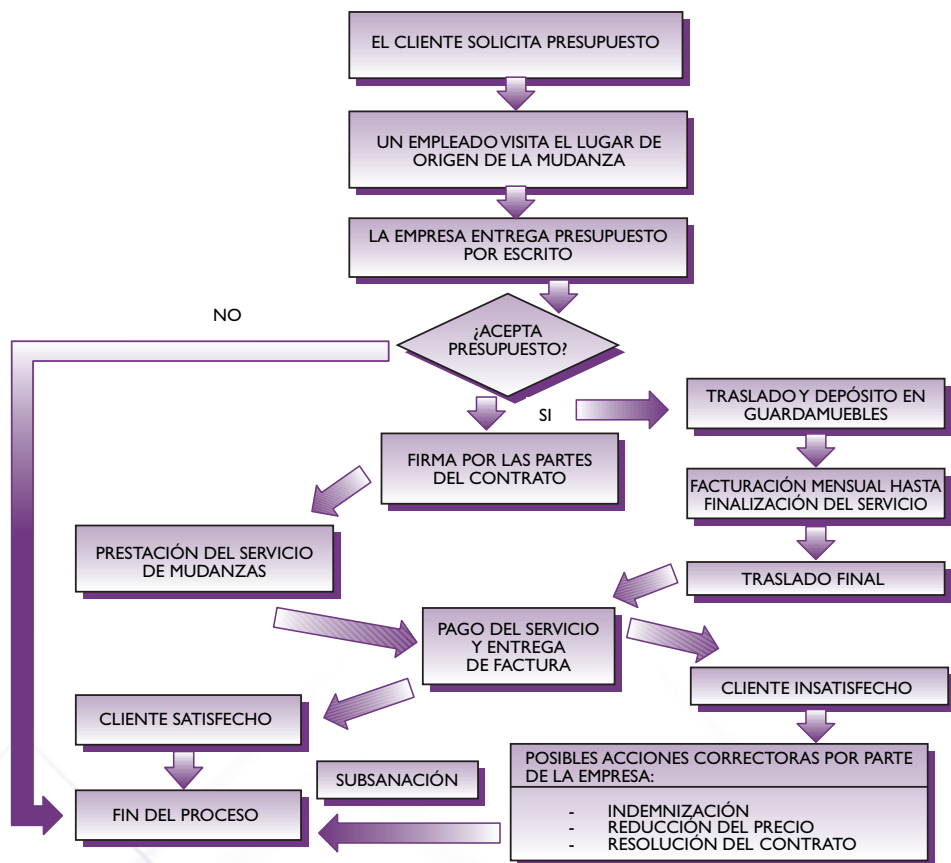 EL CLIENTE SOLICITA PRESUPUESTO
UN EMPLEADO VISITA EL LUGAR DE
ORIGEN DE LA MUDANZA
LA EMPRESA ENTREGA PRESUPUESTO
POR ESCRITO
NO
¿ACEPTA
PRESUPUESTO?
SI
TRASLADO Y DEPÓSITO EN
GUARDAMUEBLES
FIRMA POR LAS PARTES
DEL CONTRATO
FACTURACIÓN MENSUAL HASTA
FINALIZACIÓN DEL SERVICIO
PRESTACIÓN DEL SERVICIO
DE MUDANZAS
TRASLADO FINAL
PAGO DEL SERVICIO
Y ENTREGA
DE FACTURA
CLIENTE INSATISFECHO
CLIENTE SATISFECHO
POSIBLES ACCIONES CORRECTORAS POR PARTE
DE LA EMPRESA:
- INDEMNIZACIÓN
- REDUCCIÓN DEL PRECIO
- RESOLUCIÓN DEL CONTRATO
SUBSANACIÓN
FIN DEL PROCESO